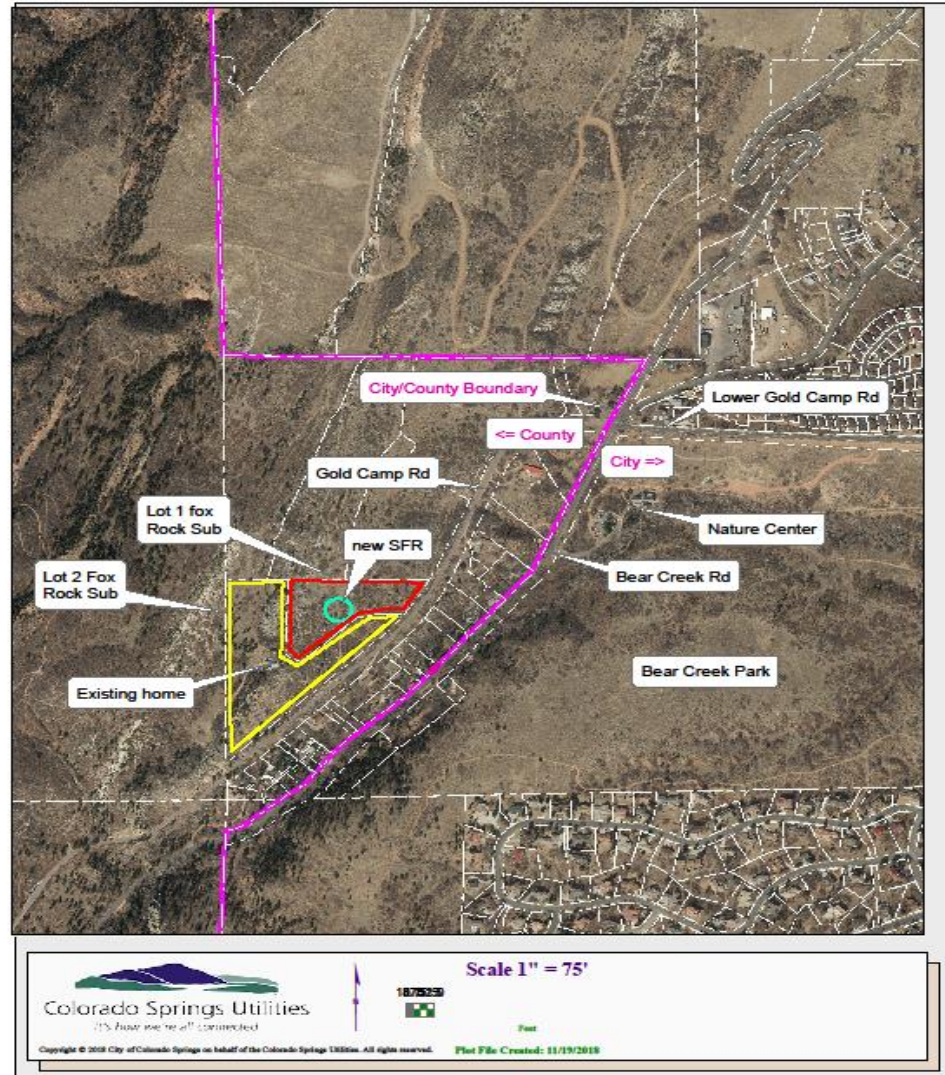 City/County Boundary
Lower Gold Camp Rd
<= County
City =>
Gold Camp Rd
Lot 1 fox
Rock Sub
Nature Center
new SFR
Lot 2 Fox
Rock Sub
Bear Creek Rd
Existing home
Bear Creek Park
Scale 1" = 75'
Colorado Springs Utilities
It's how we're all connected
Feet
Copyright © 2018 City of Colorado Springs on behalf of the Colorado Springs Utilities. All rights reserved.
Plot File Created: 11/19/2018